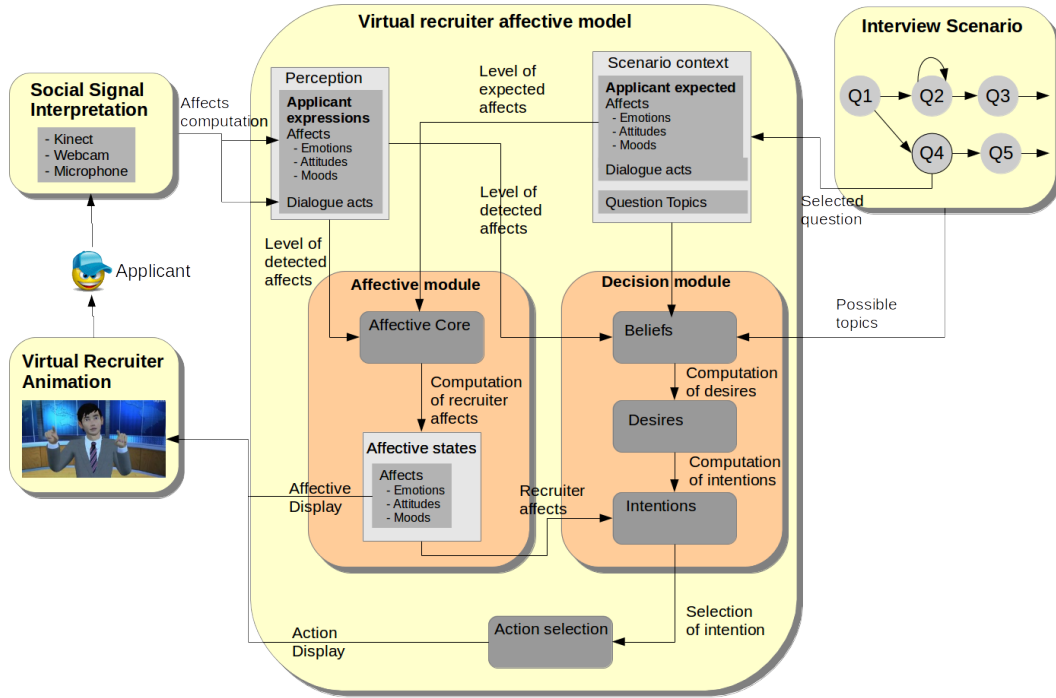 Virtual recruiter affective model
Interview Scenario
Q1
Q2
Q3
Q4
Q5
Social Signal
Interpretation
- Kinect
- Webcam
- Microphone
Affects
computation
Perception
Applicant
expressions
Affects
- Emotions
- Attitudes
- Moods
Dialogue acts
Level of
expected
affects
Scenario context
Applicant expected
Affects
- Emotions
- Attitudes
- Moods
Dialogue acts
Question Topics
Selected
question
Level of
detected
affects
Level of
detected
affects
Applicant
Possible
topics
Affective module
Affective Core
Computation
of recruiter
affects
Affective states
Affects
- Emotions
- Attitudes
- Moods
Decision module
Beliefs
Computation
of desires
Desires
Computation
of intentions
Intentions
Recruiter
affects
Virtual Recruiter
Animation
Affective
Display
Selection
of intention
Action selection
Action
Display